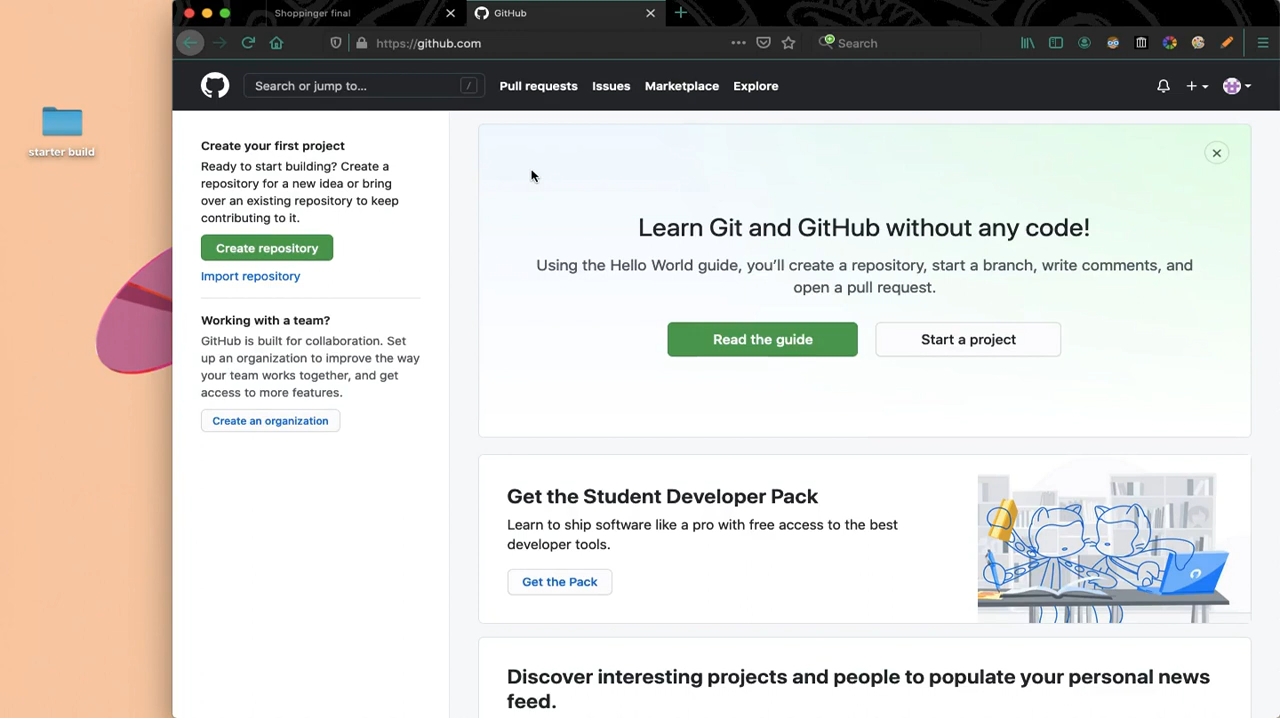 Shoppinger final
GitHub
https://github.com
Search
Search or jump to...
/
Pull requests
Issues
Marketplace
Explore
starter build
Create your first project
Ready to start building? Create a
repository for a new idea or bring
over an existing repository to keep
contributing to it.
Create repository
Import repository
Working with a team?
GitHub is built for collaboration. Set
up an organization to improve the way
your team works together, and get
access to more features.
Create an organization
Learn Git and GitHub without any code!
Using the Hello World guide, you’ll create a repository, start a branch, write comments, and
open a pull request.
Read the guide
Start a project
Get the Student Developer Pack
Learn to ship software like a pro with free access to the best
developer tools.
Get the Pack
Discover interesting projects and people to populate your personal news
feed.